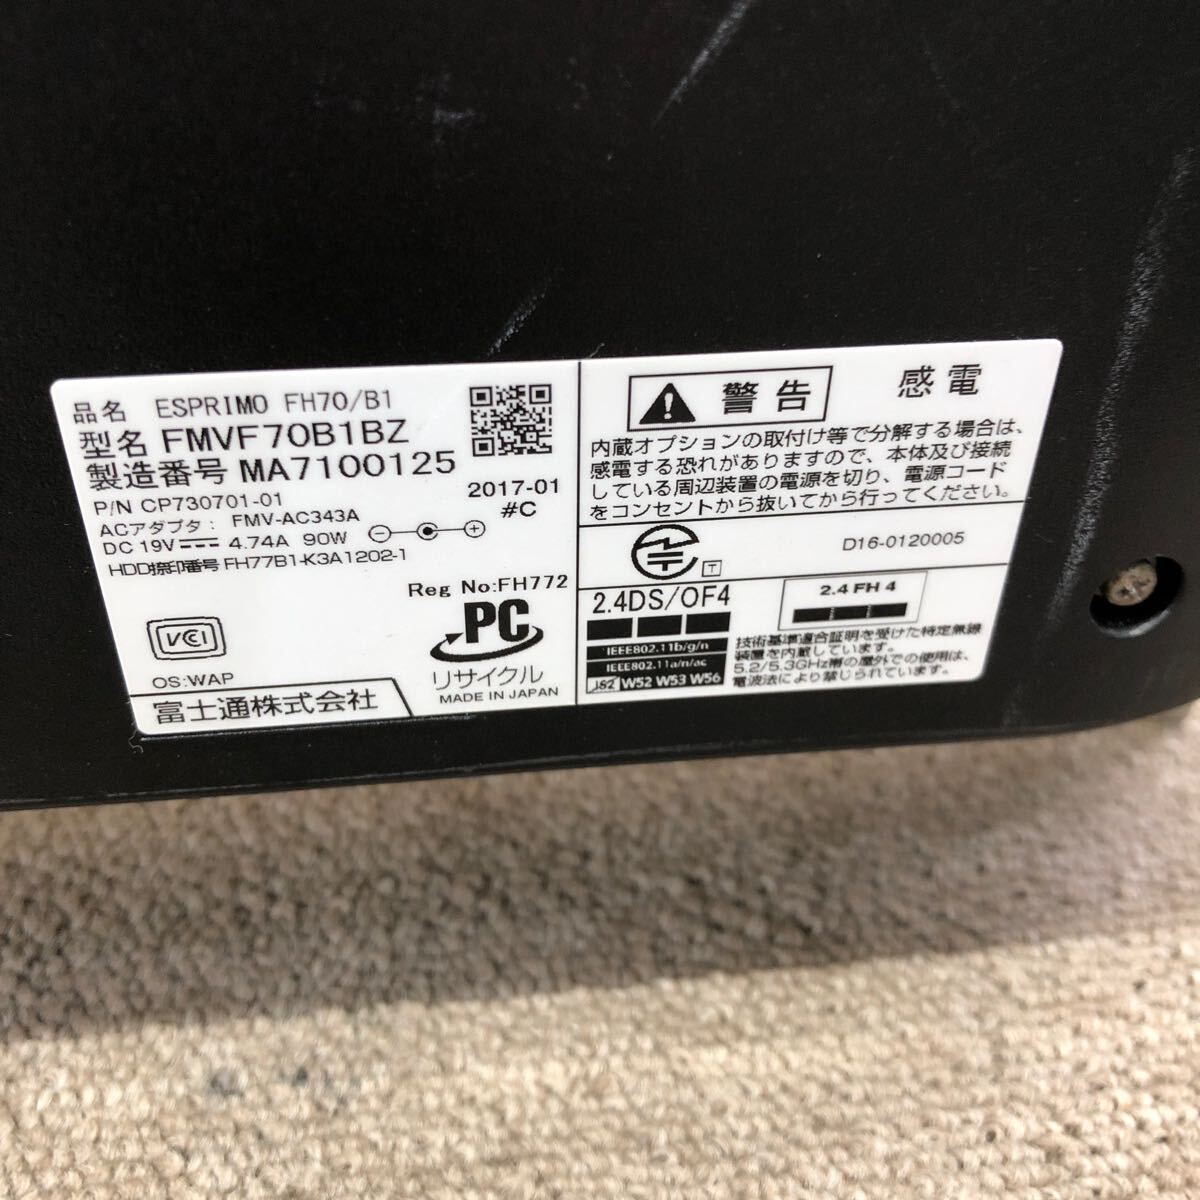 品名 ESPRIMO FH70/B1
型名 FMVF70B1BZ
製造番号 MA7100125
P/N CP730701-01
2017-01
#C
ACアダプタ: FMV-AC343A
DC 19V 4.74A 90W
HDD捺印番号 FH77B1-K3A1202-1
Reg No:FH772
VCCI
PC
リサイクル
OS:WAP
MADE IN JAPAN
富士通株式会社
警告 感電
内蔵オプションの取付け等で分解する場合は、
感電する恐れがありますので、本体及び接続
している周辺装置の電源を切り、電源コード
をコンセントから抜いてから行ってください。
T
D16-0120005
2.4DS/OF4
2.4 FH 4
IEEE802.11b/g/n
IEEE802.11a/n/ac
J52 W52 W53 W56
技術基準適合証明を受けた特定無線
装置を内蔵しています。
5.2/5.3GHz帯の屋外での使用は、
電波法により禁じられています。